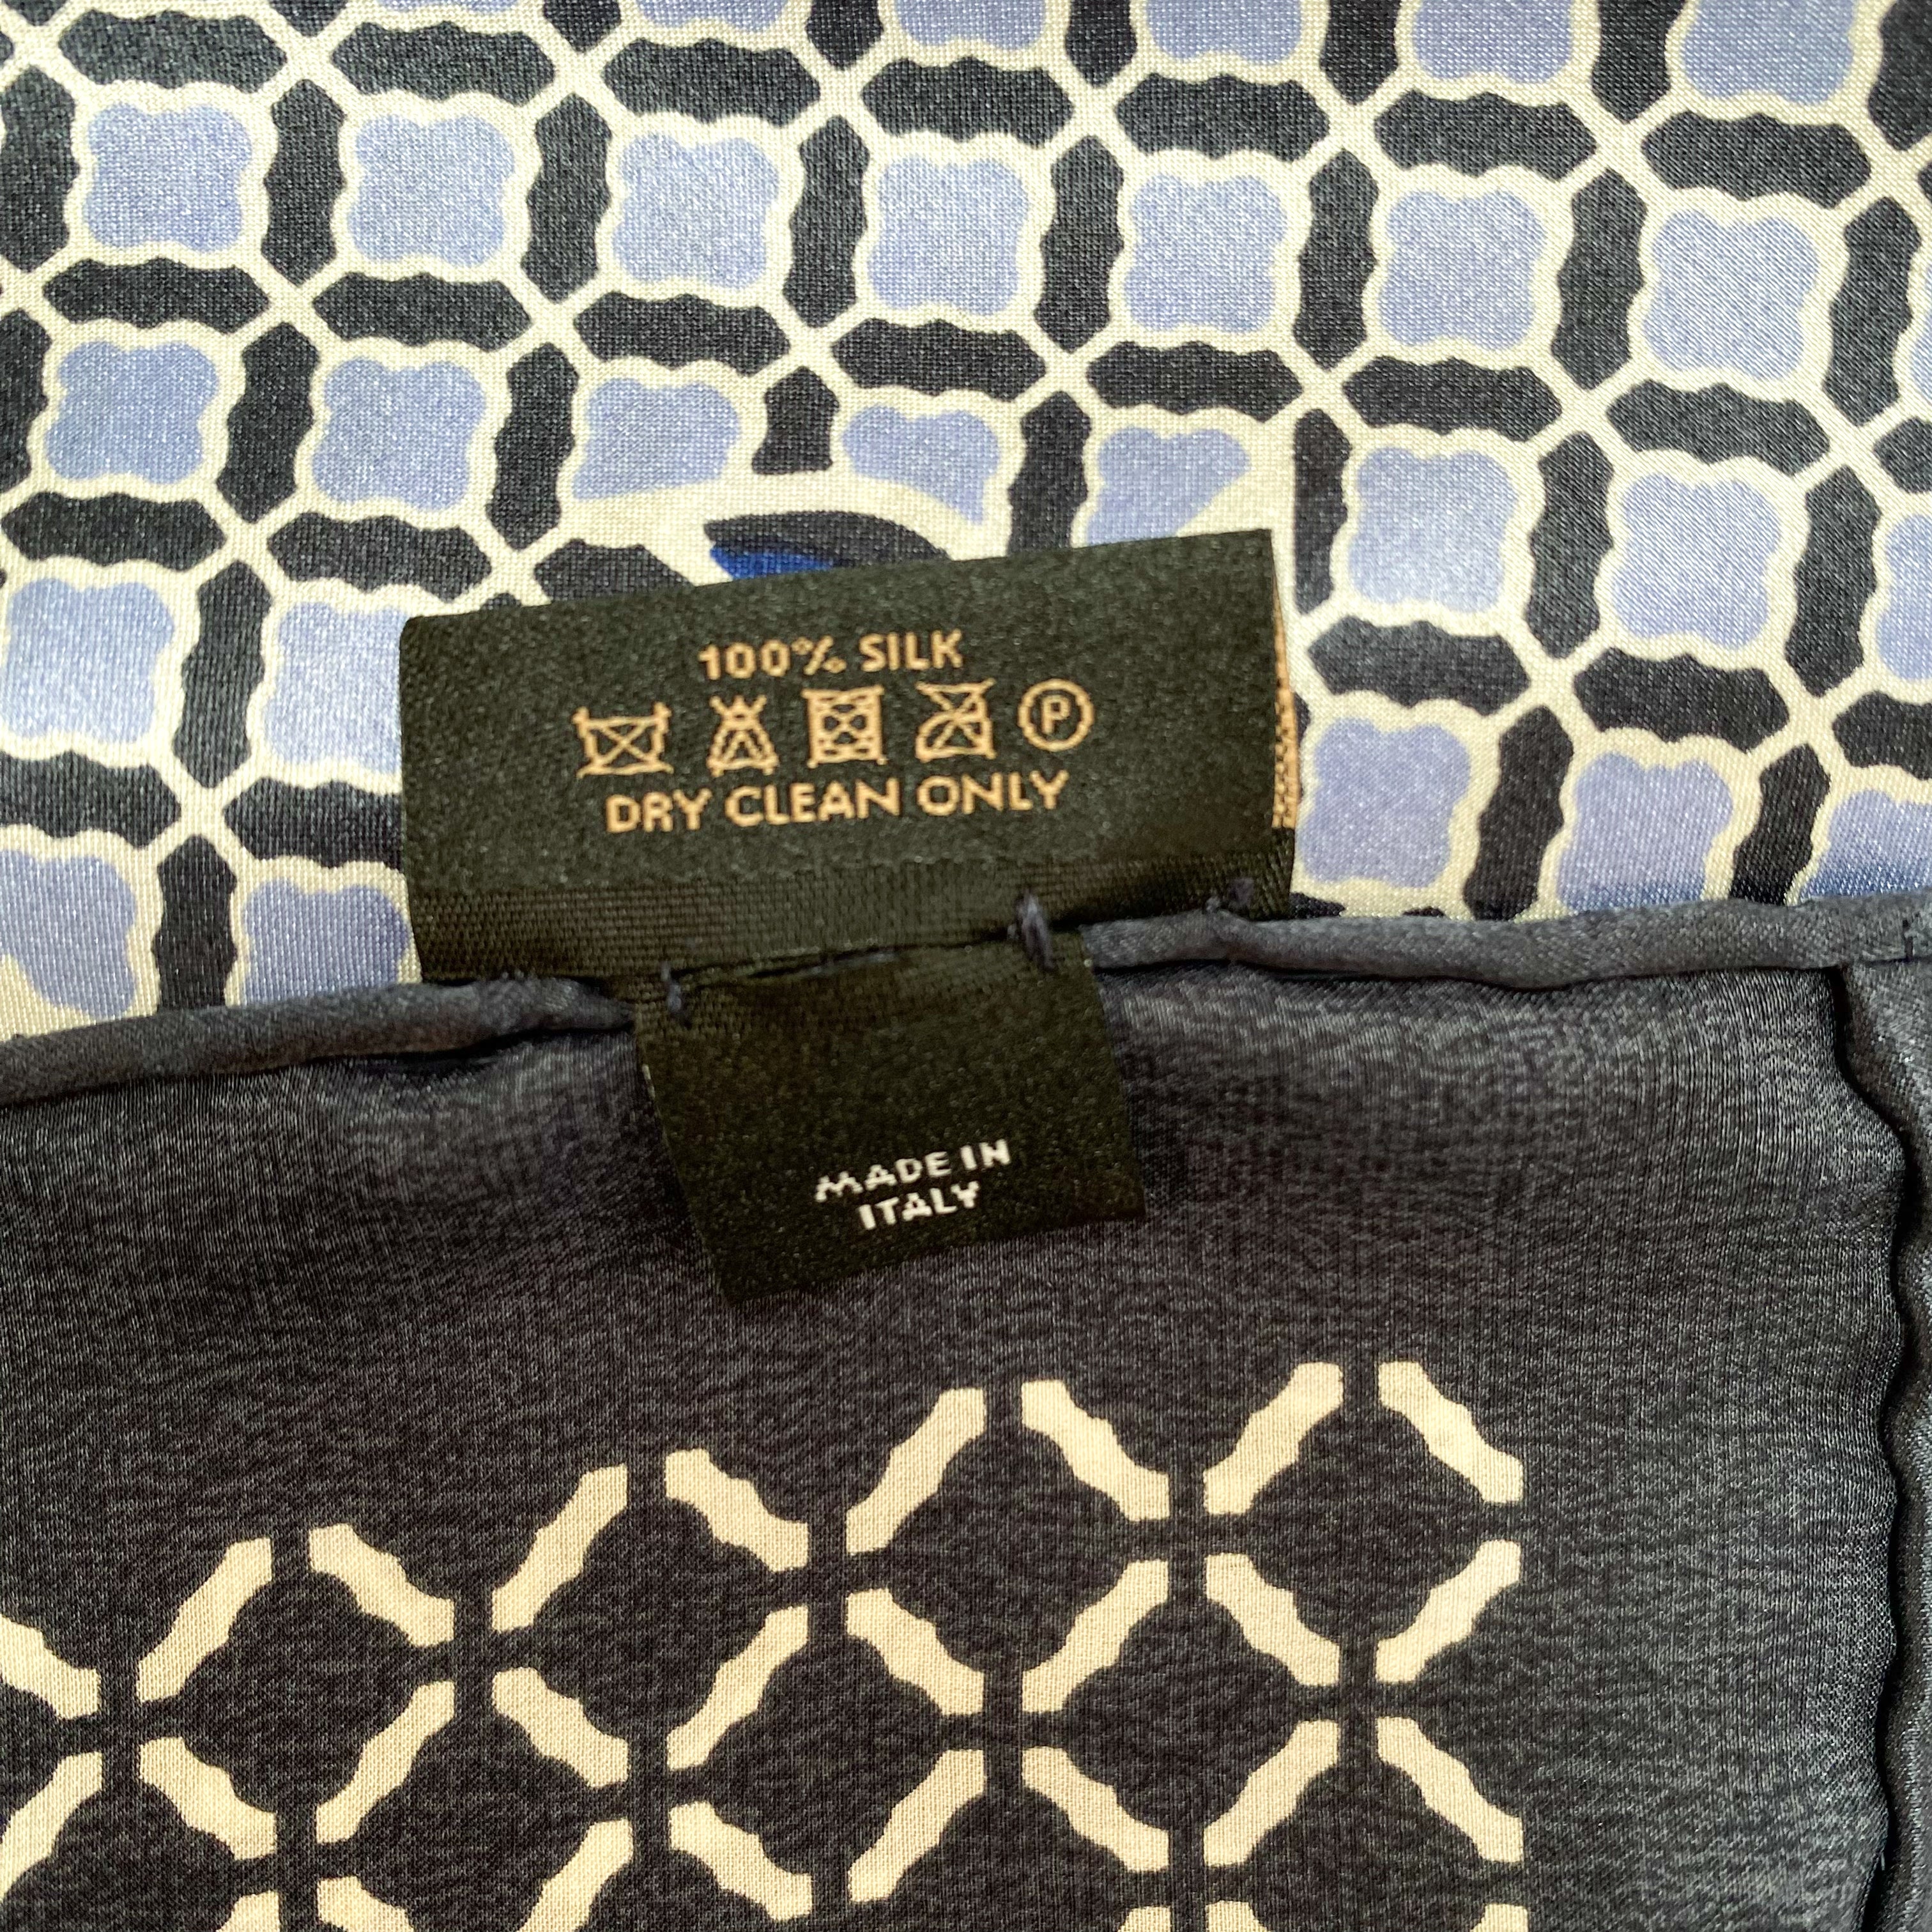 100% SILK
P
DRY CLEAN ONLY
MADE IN
ITALY